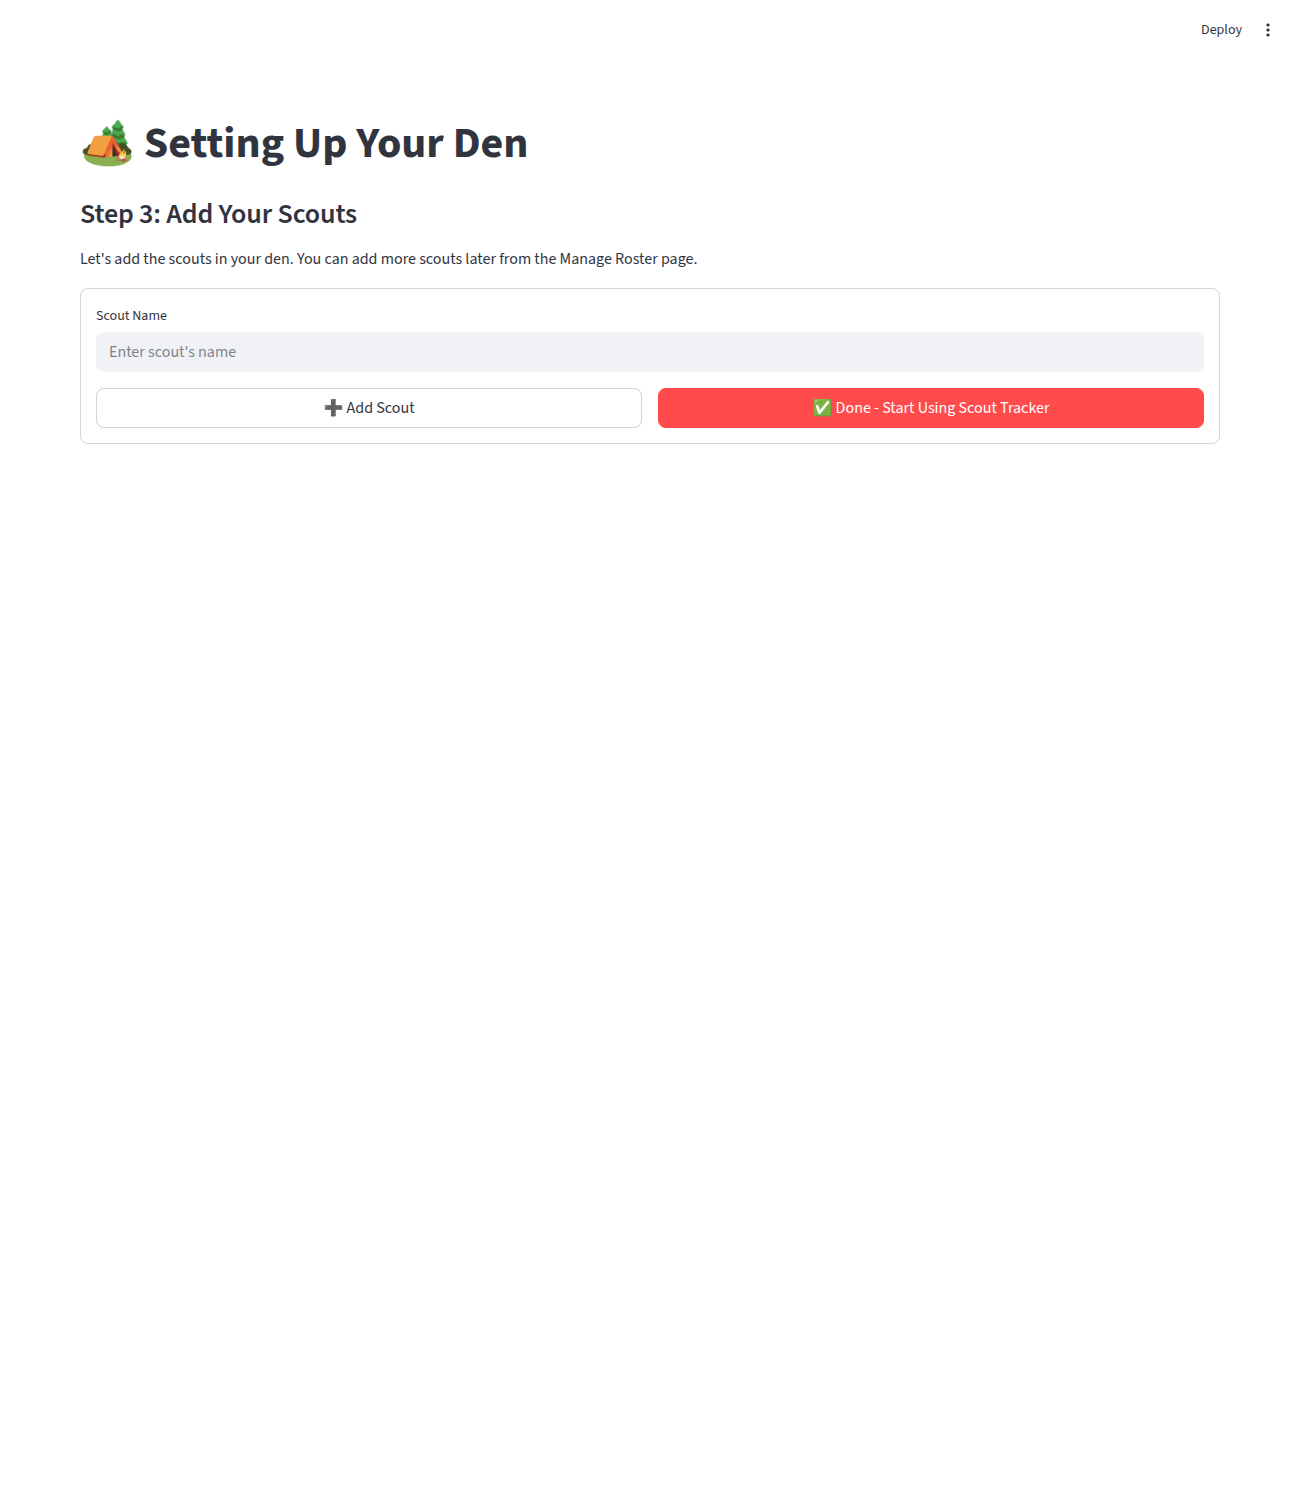 Deploy
🏕️ Setting Up Your Den
Step 3: Add Your Scouts
Let's add the scouts in your den. You can add more scouts later from the Manage Roster page.
Scout Name
Enter scout's name
➕ Add Scout
✅ Done - Start Using Scout Tracker